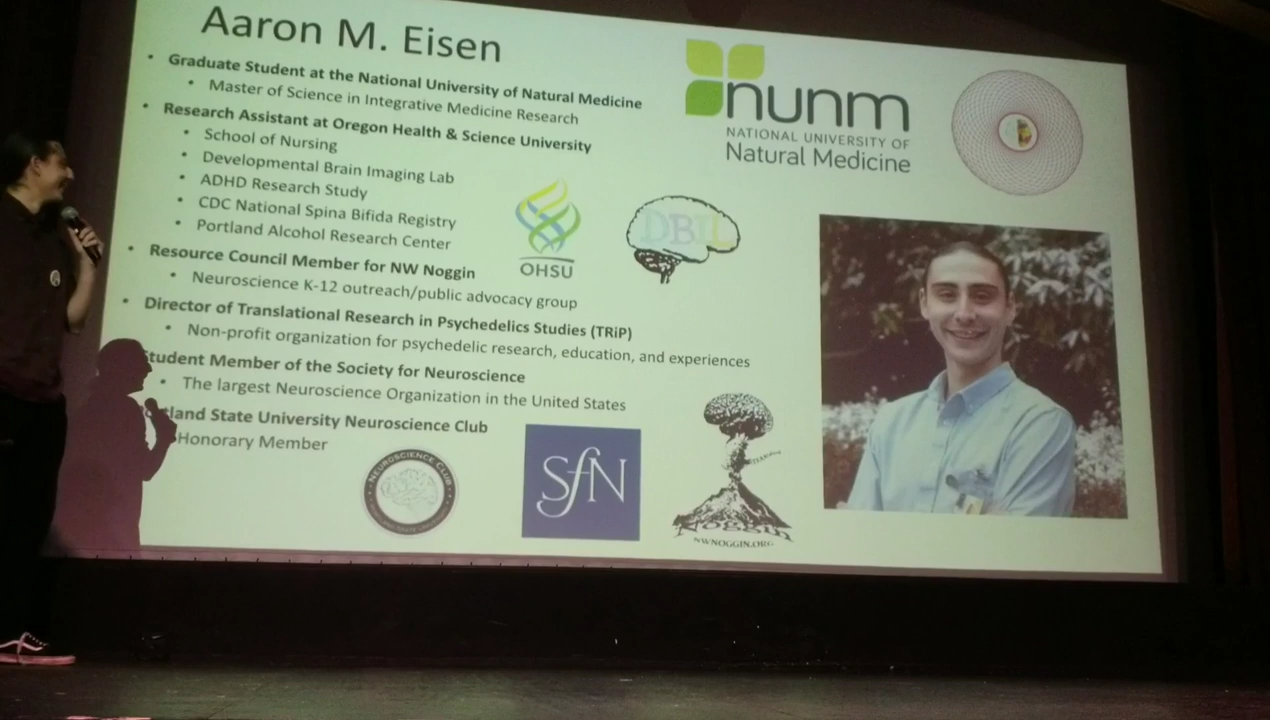 Aaron M. Eisen
• Graduate Student at the National University of Natural Medicine
• Master of Science in Integrative Medicine Research
• Research Assistant at Oregon Health & Science University
• School of Nursing
• Developmental Brain Imaging Lab
• ADHD Research Study
• CDC National Spina Bifida Registry
• Portland Alcohol Research Center
• Resource Council Member for NW Noggin
• Neuroscience K-12 outreach/public advocacy group
• Director of Translational Research in Psychedelics Studies (TRiP)
• Non-profit organization for psychedelic research, education, and experiences
Student Member of the Society for Neuroscience
• The largest Neuroscience Organization in the United States
tland State University Neuroscience Club
Honorary Member
nunm
NATIONAL UNIVERSITY OF
Natural Medicine
OHSU
DBIL
NEUROSCIENCE CLUB
SfN
Noggin
NWNOGGIN.ORG